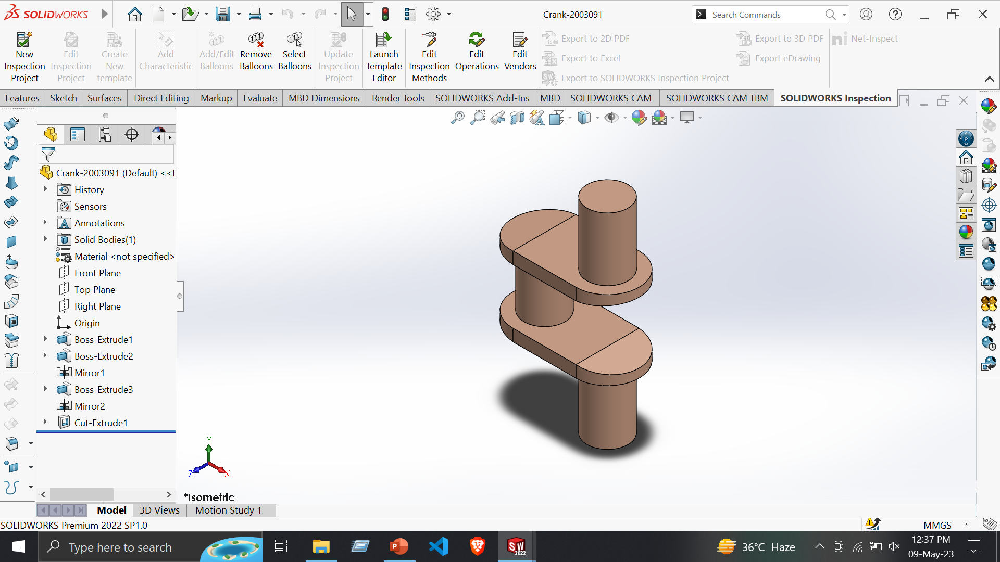 SOLIDWORKS
Crank-2003091
Search Commands
New Inspection Project
Edit Inspection Project
Create New template
Add Characteristic
Add/Edit Balloons
Remove Balloons
Select Balloons
Update Inspection Project
Launch Template Editor
Edit Inspection Methods
Edit Operations
Edit Vendors
Export to 2D PDF
Export to Excel
Export to SOLIDWORKS Inspection Project
Export to 3D PDF
Export eDrawing
Net-Inspect
Features
Sketch
Surfaces
Direct Editing
Markup
Evaluate
MBD Dimensions
Render Tools
SOLIDWORKS Add-Ins
MBD
SOLIDWORKS CAM
SOLIDWORKS CAM TBM
SOLIDWORKS Inspection
Crank-2003091 (Default) <<
History
Sensors
Annotations
Solid Bodies(1)
Material <not specified>
Front Plane
Top Plane
Right Plane
Origin
Boss-Extrude1
Boss-Extrude2
Mirror1
Boss-Extrude3
Mirror2
Cut-Extrude1
Y
Z
X
*Isometric
Model
3D Views
Motion Study 1
SOLIDWORKS Premium 2022 SP1.0
MMGS
Type here to search
SW 2022
36°C Haze
12:37 PM
09-May-23